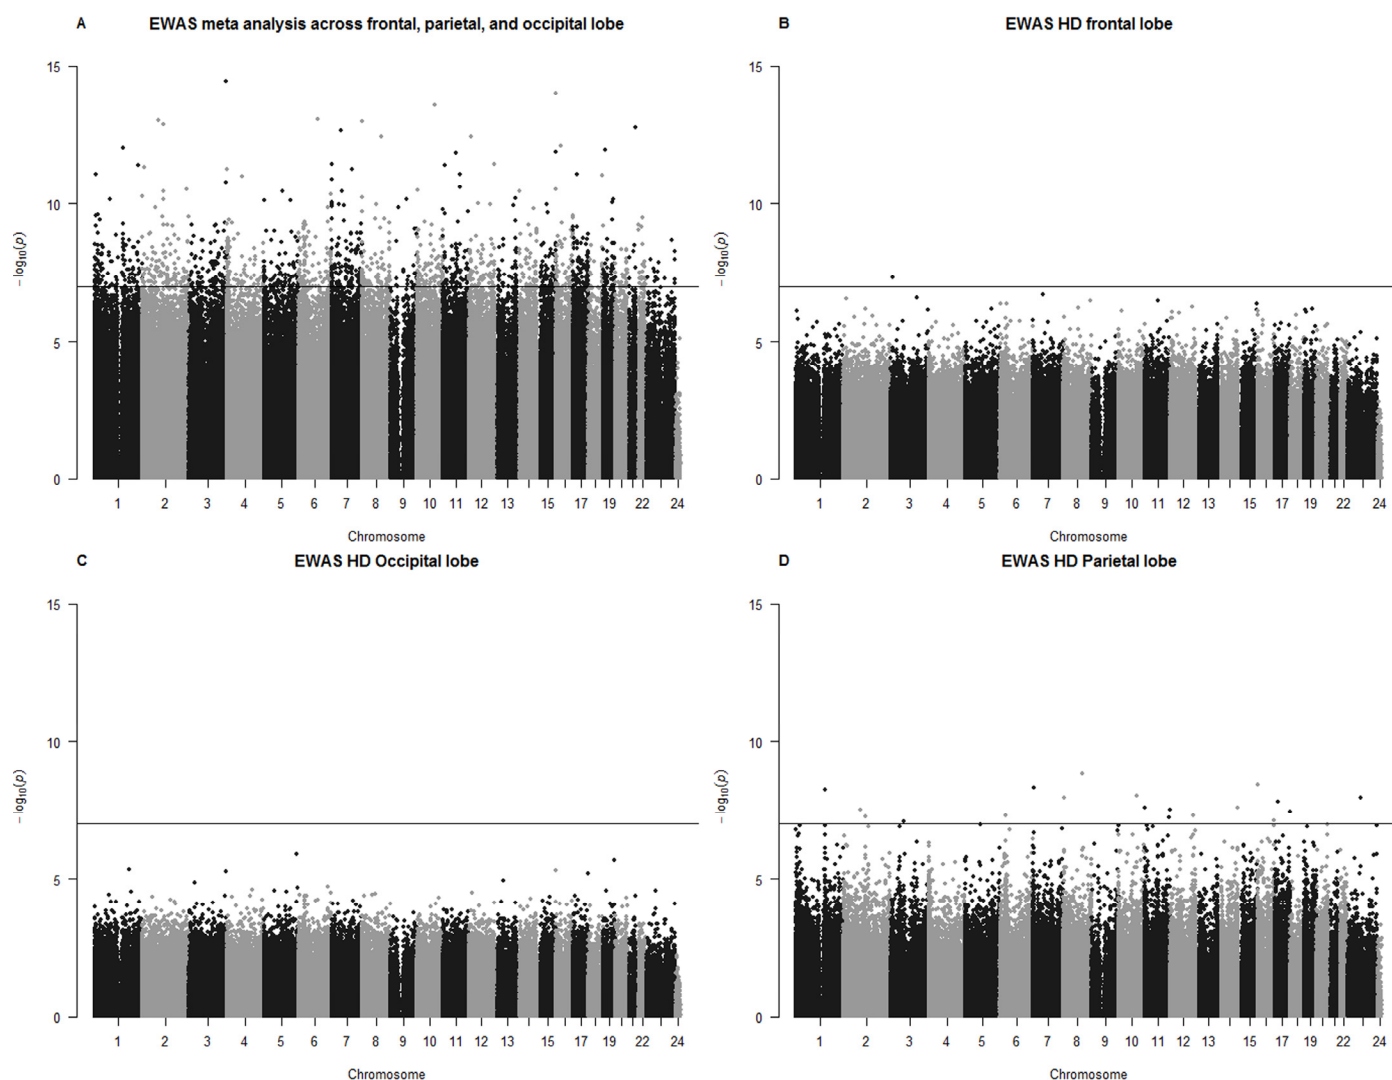 A EWAS meta analysis across frontal, parietal, and occipital lobe
15
10
5
0
− log10(p)
1 2 3 4 5 6 7 8 9 10 11 12 13 15 17 19 22 24
Chromosome
B EWAS HD frontal lobe
15
10
5
0
− log10(p)
1 2 3 4 5 6 7 8 9 10 11 12 13 15 17 19 22 24
Chromosome
C EWAS HD Occipital lobe
15
10
5
0
− log10(p)
1 2 3 4 5 6 7 8 9 10 11 12 13 15 17 19 22 24
Chromosome
D EWAS HD Parietal lobe
15
10
5
0
− log10(p)
1 2 3 4 5 6 7 8 9 10 11 12 13 15 17 19 22 24
Chromosome